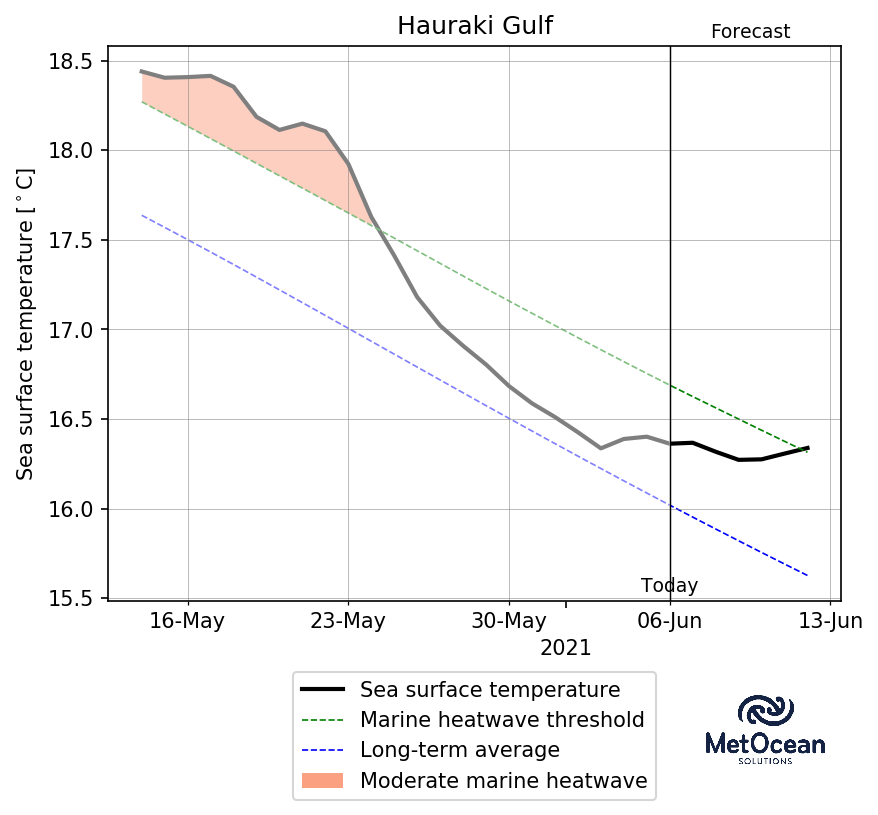 Hauraki Gulf
Forecast
Sea surface temperature [°C]
18.5
18.0
17.5
17.0
16.5
16.0
15.5
Today
16-May 23-May 30-May 06-Jun 13-Jun
2021
Sea surface temperature
Marine heatwave threshold
Long-term average
Moderate marine heatwave
MetOcean
SOLUTIONS